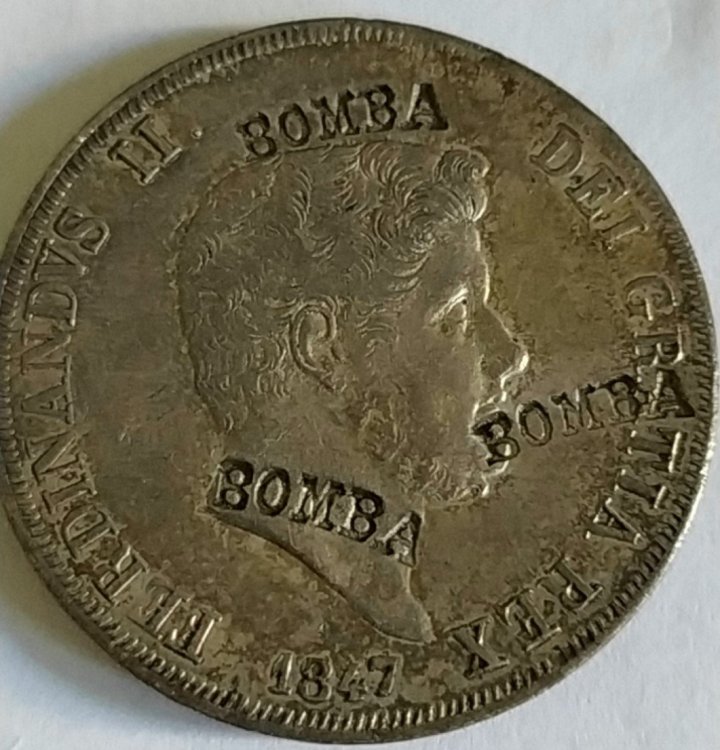 FERDINANDVS II. DEI GRATIA REX
BOMBA
BOMBA
BOMBA
1847